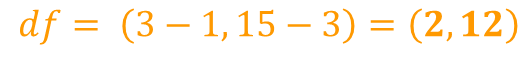 df = (3 − 1, 15 − 3) = (2, 12)